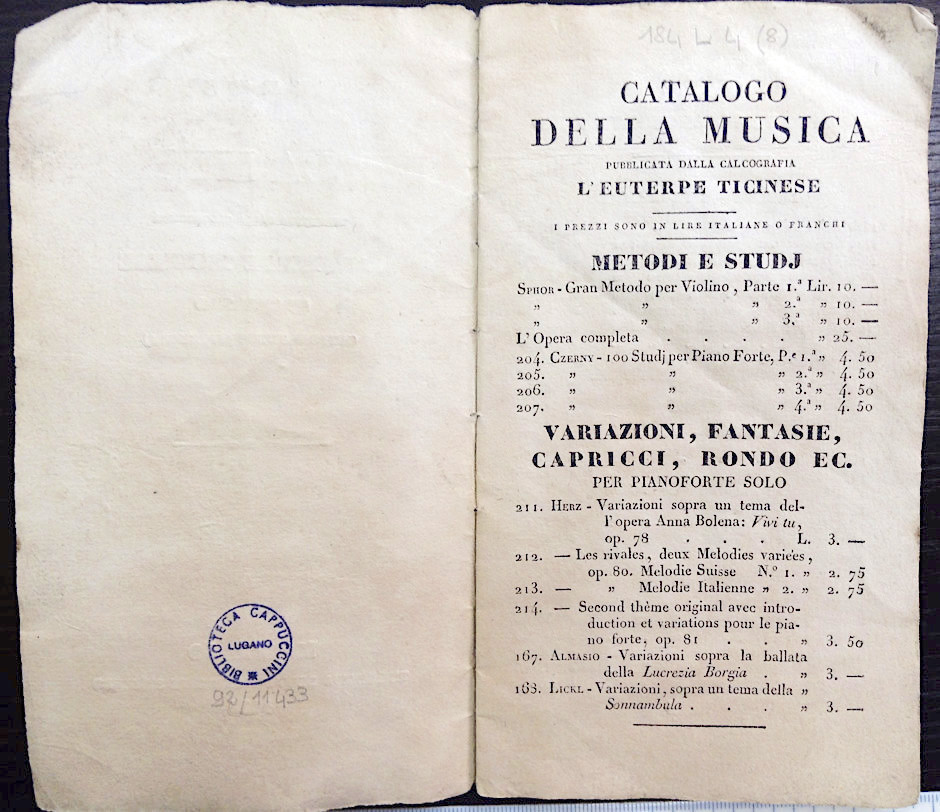 BIBLIOTECA CAPPUCCINI
LUGANO
92/11433
184 L 4 (8)
CATALOGO
DELLA MUSICA
PUBBLICATA DALLA CALCOGRAFIA
L'EUTERPE TICINESE
I PREZZI SONO IN LIRE ITALIANE O FRANCHI
METODI E STUDJ
SPHOR - Gran Metodo per Violino, Parte 1.ª Lir. 10. —
„ „ „ 2.ª „ 10. —
„ „ „ 3.ª „ 10. —
L'Opera completa . . . . „ 25. —
204. CZERNY - 100 Studj per Piano Forte, P.e 1.ª „ 4. 50
205. „ „ „ 2.ª „ 4. 50
206. „ „ „ 3.ª „ 4. 50
207. „ „ „ 4.ª „ 4. 50
VARIAZIONI, FANTASIE,
CAPRICCI, RONDO EC.
PER PIANOFORTE SOLO
211. HERZ - Variazioni sopra un tema del-
l'opera Anna Bolena: Vivi tu,
op. 78 . . . L. 3. —
212. — Les rivales, deux Melodies variées,
op. 80. Melodie Suisse N.º 1. „ 2. 75
213. — „ Melodie Italienne „ 2. „ 2. 75
214. — Second thème original avec intro-
duction et variations pour le pia-
no forte, op. 81 . . „ 3. 50
167. ALMASIO - Variazioni sopra la ballata
della Lucrezia Borgia . „ 3. —
168. LICKL - Variazioni, sopra un tema della „
Sonnambula . . . „ 3. —